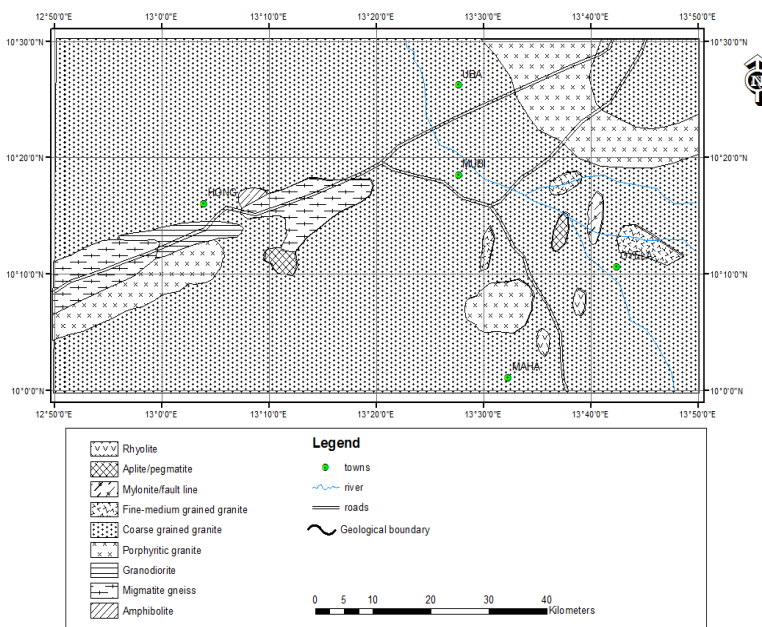 12°50'0"E 13°0'0"E 13°10'0"E 13°20'0"E 13°30'0"E 13°40'0"E 13°50'0"E
10°30'0"N 10°30'0"N
UBA
N
10°20'0"N 10°20'0"N
MUBI
HONG
10°10'0"N 10°10'0"N
MAHA
10°0'0"N 10°0'0"N
12°50'0"E 13°0'0"E 13°10'0"E 13°20'0"E 13°30'0"E 13°40'0"E 13°50'0"E
Legend
Rhyolite
Aplite/pegmatite
Mylonite/fault line
Fine-medium grained granite
Coarse grained granite
Porphyritic granite
Granodiorite
Migmatite gneiss
Amphibolite
towns
river
roads
Geological boundary
0 5 10 20 30 40
Kilometers